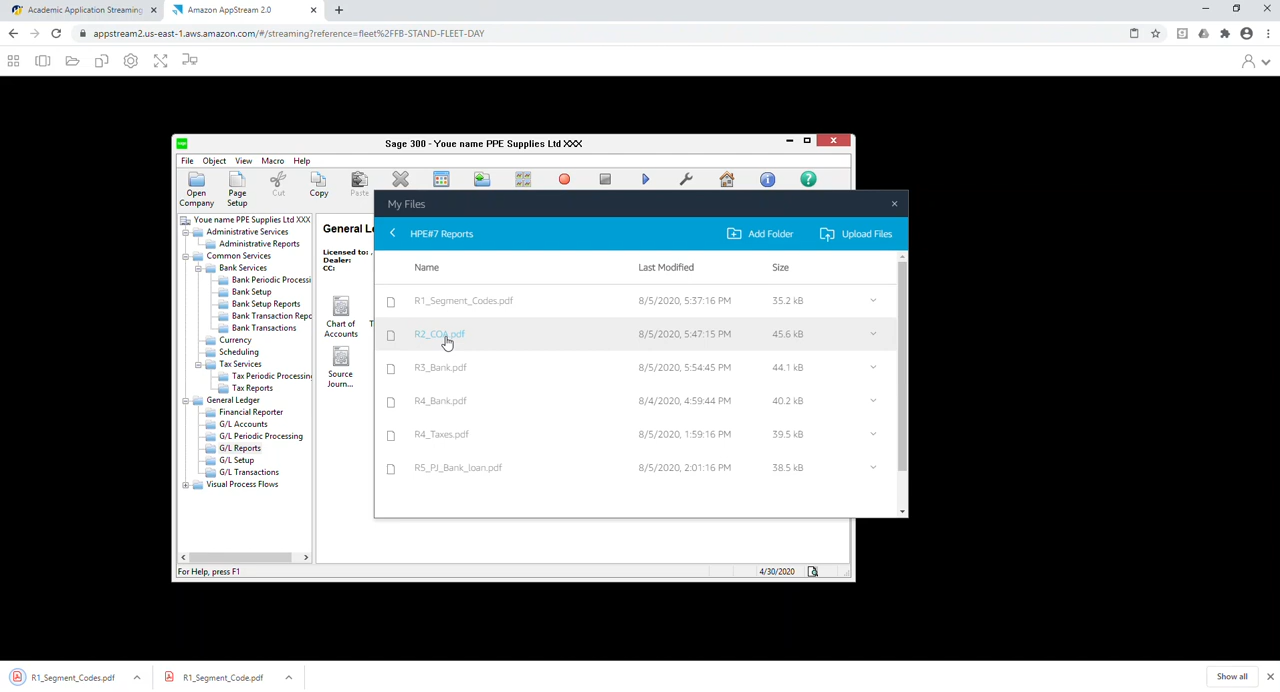 Academic Application Streaming
Amazon AppStream 2.0
appstream2.us-east-1.aws.amazon.com/#/streaming?reference=fleet%2FFB-STAND-FLEET-DAY
Sage 300 - Youe name PPE Supplies Ltd XXX
File Object View Macro Help
Open Company
Page Setup
Cut
Copy
Paste
Youe name PPE Supplies Ltd XXX
Administrative Services
Administrative Reports
Common Services
Bank Services
Bank Periodic Processi
Bank Setup
Bank Setup Reports
Bank Transaction Repo
Bank Transactions
Currency
Scheduling
Tax Services
Tax Periodic Processing
Tax Reports
General Ledger
Financial Reporter
G/L Accounts
G/L Periodic Processing
G/L Reports
G/L Setup
G/L Transactions
Visual Process Flows
General Le
Licensed to:
Dealer:
CC:
Chart of Accounts
Source Journ...
My Files
HPE#7 Reports
Add Folder
Upload Files
Name Last Modified Size
R1_Segment_Codes.pdf 8/5/2020, 5:37:16 PM 35.2 kB
R2_COA.pdf 8/5/2020, 5:47:15 PM 45.6 kB
R3_Bank.pdf 8/5/2020, 5:54:45 PM 44.1 kB
R4_Bank.pdf 8/4/2020, 4:59:44 PM 40.2 kB
R4_Taxes.pdf 8/5/2020, 1:59:16 PM 39.5 kB
R5_PJ_Bank_loan.pdf 8/5/2020, 2:01:16 PM 38.5 kB
For Help, press F1
4/30/2020
R1_Segment_Codes.pdf
R1_Segment_Code.pdf
Show all